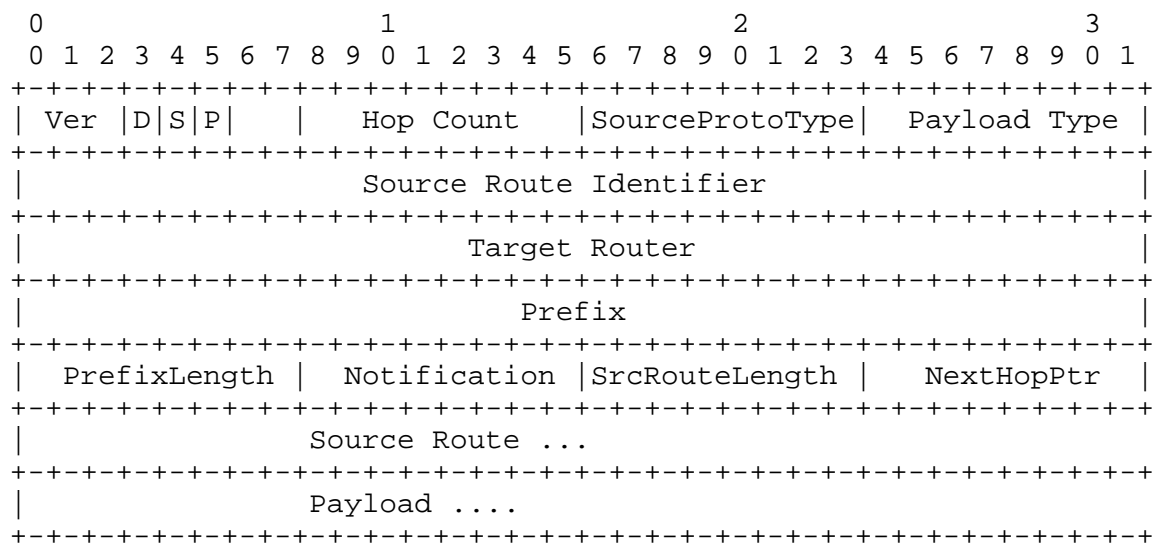 0                   1                   2                   3
 0 1 2 3 4 5 6 7 8 9 0 1 2 3 4 5 6 7 8 9 0 1 2 3 4 5 6 7 8 9 0 1
+-+-+-+-+-+-+-+-+-+-+-+-+-+-+-+-+-+-+-+-+-+-+-+-+-+-+-+-+-+-+-+-+
| Ver |D|S|P|   |   Hop Count   |SourceProtoType|  Payload Type |
+-+-+-+-+-+-+-+-+-+-+-+-+-+-+-+-+-+-+-+-+-+-+-+-+-+-+-+-+-+-+-+-+
|                   Source Route Identifier                     |
+-+-+-+-+-+-+-+-+-+-+-+-+-+-+-+-+-+-+-+-+-+-+-+-+-+-+-+-+-+-+-+-+
|                         Target Router                         |
+-+-+-+-+-+-+-+-+-+-+-+-+-+-+-+-+-+-+-+-+-+-+-+-+-+-+-+-+-+-+-+-+
|                            Prefix                             |
+-+-+-+-+-+-+-+-+-+-+-+-+-+-+-+-+-+-+-+-+-+-+-+-+-+-+-+-+-+-+-+-+
|  PrefixLength |  Notification |SrcRouteLength |   NextHopPtr  |
+-+-+-+-+-+-+-+-+-+-+-+-+-+-+-+-+-+-+-+-+-+-+-+-+-+-+-+-+-+-+-+-+
|                Source Route ...
+-+-+-+-+-+-+-+-+-+-+-+-+-+-+-+-+-+-+-+-+-+-+-+-+-+-+-+-+-+-+-+-+
|                Payload ....
+-+-+-+-+-+-+-+-+-+-+-+-+-+-+-+-+-+-+-+-+-+-+-+-+-+-+-+-+-+-+-+-+